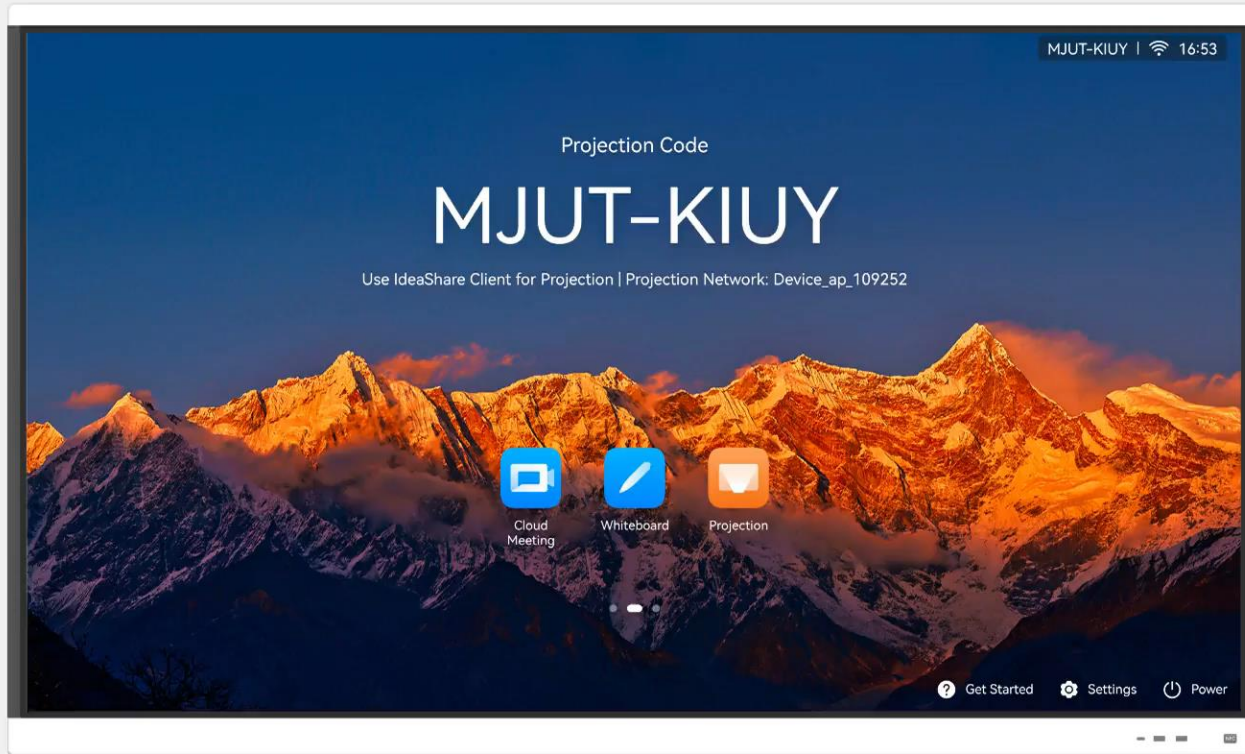 MJUT-KIUY | 16:53
Projection Code
MJUT-KIUY
Use IdeaShare Client for Projection | Projection Network: Device_ap_109252
Cloud
Meeting
Whiteboard
Projection
Get Started
Settings
Power